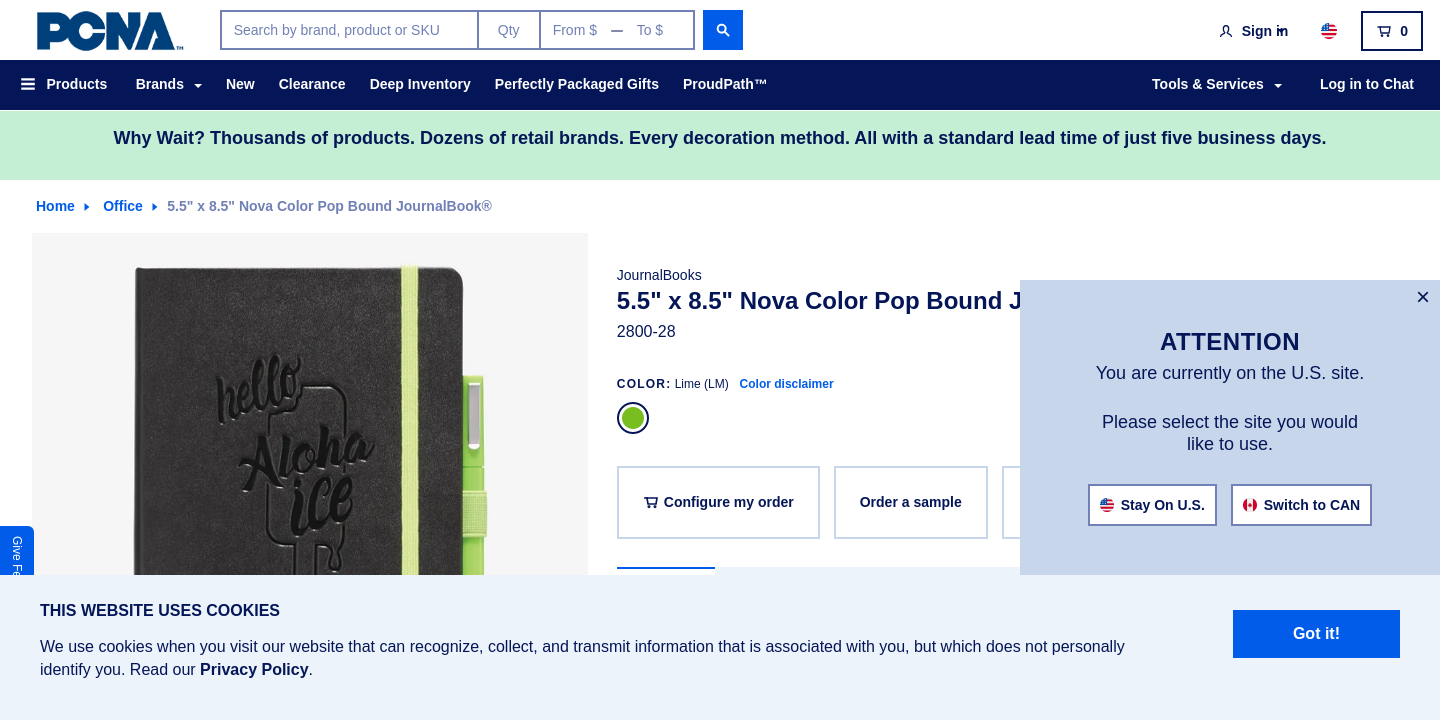 PCNA™
Search by brand, product or SKU
Qty
From $ — To $
Sign in
0
Products
Brands
New
Clearance
Deep Inventory
Perfectly Packaged Gifts
ProudPath™
Tools & Services
Log in to Chat
Why Wait? Thousands of products. Dozens of retail brands. Every decoration method. All with a standard lead time of just five business days.
Home
Office
5.5" x 8.5" Nova Color Pop Bound JournalBook®
hello
Aloha
ice
JournalBooks
5.5" x 8.5" Nova Color Pop Bound J
2800-28
COLOR: Lime (LM) Color disclaimer
Configure my order
Order a sample
×
ATTENTION
You are currently on the U.S. site.
Please select the site you would
like to use.
Stay On U.S.
Switch to CAN
Give Fe
THIS WEBSITE USES COOKIES
We use cookies when you visit our website that can recognize, collect, and transmit information that is associated with you, but which does not personally
identify you. Read our Privacy Policy.
Got it!